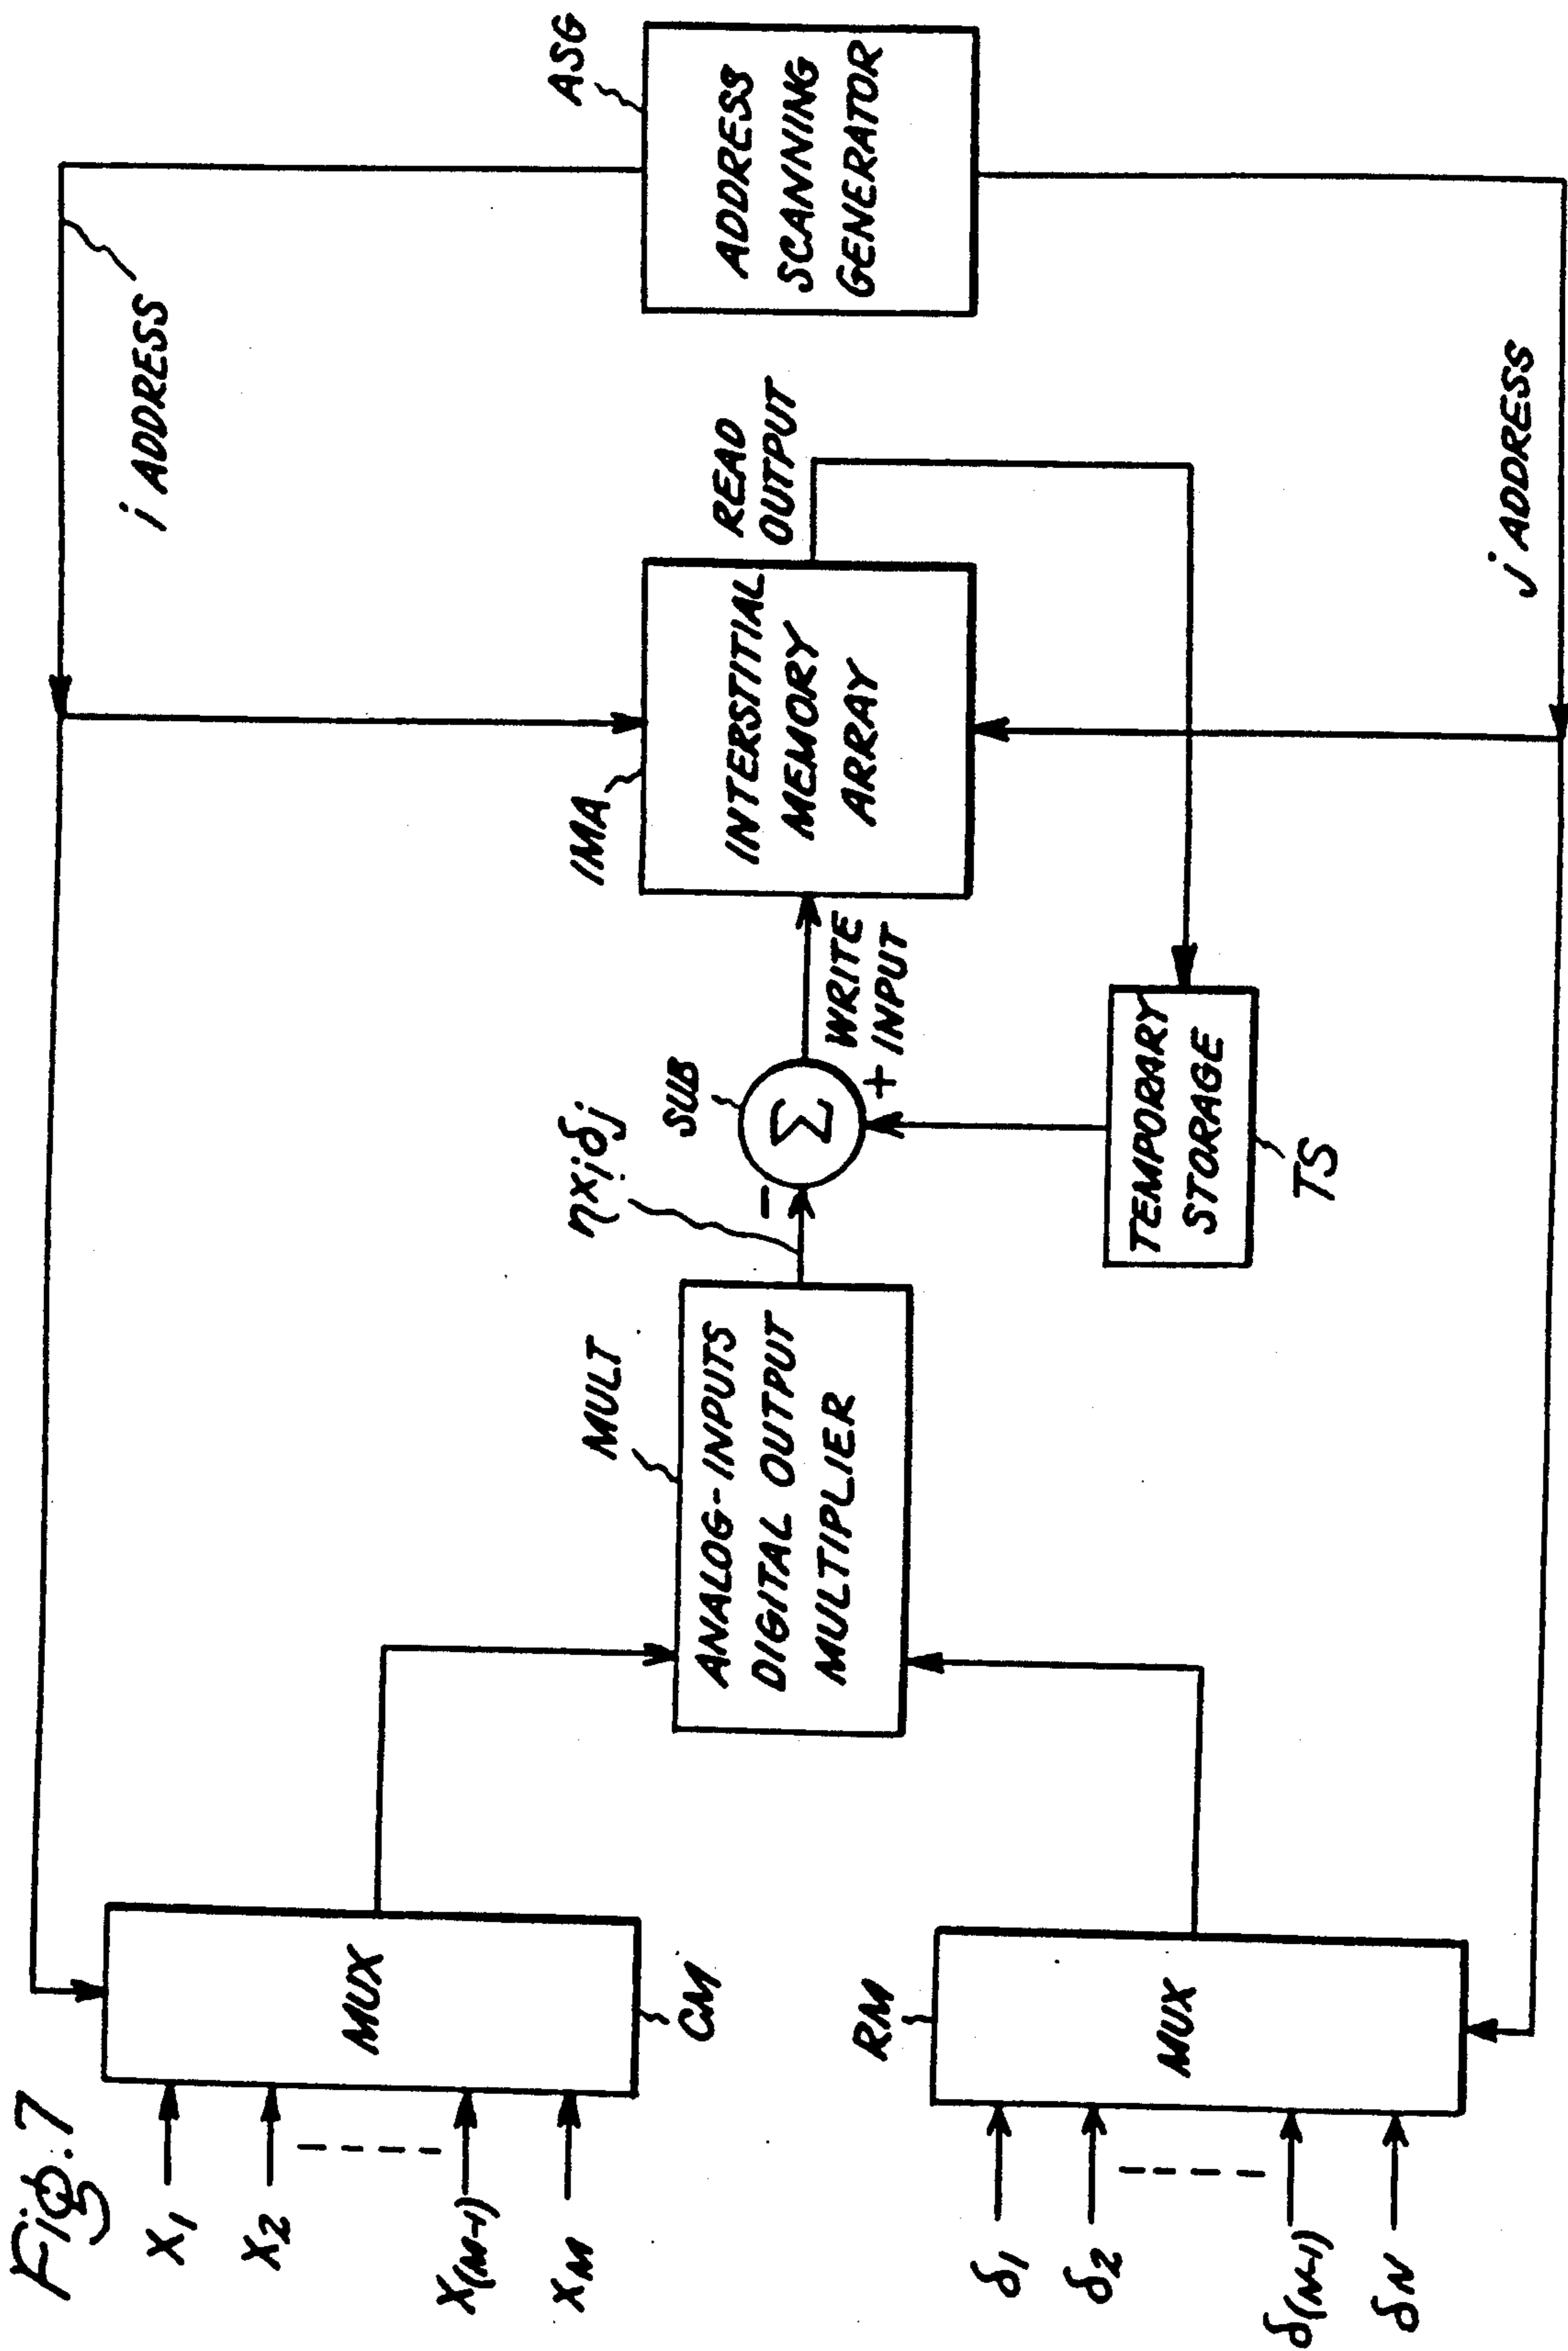 Fig. 7
i ADDRESS
ASG
ADDRESS
SCANNING
GENERATOR
X1
X2
X(M-1)
XM
MUX
CM
MULT
ANALOG-INPUTS
DIGITAL OUTPUT
MULTIPLIER
ηxiδj
−
SUB
Σ
+
WRITE
INPUT
IMA
INTERSTITIAL
MEMORY
ARRAY
READ
OUTPUT
TEMPORARY
STORAGE
TS
RM
MUX
δ1
δ2
δ(N-1)
δN
j ADDRESS